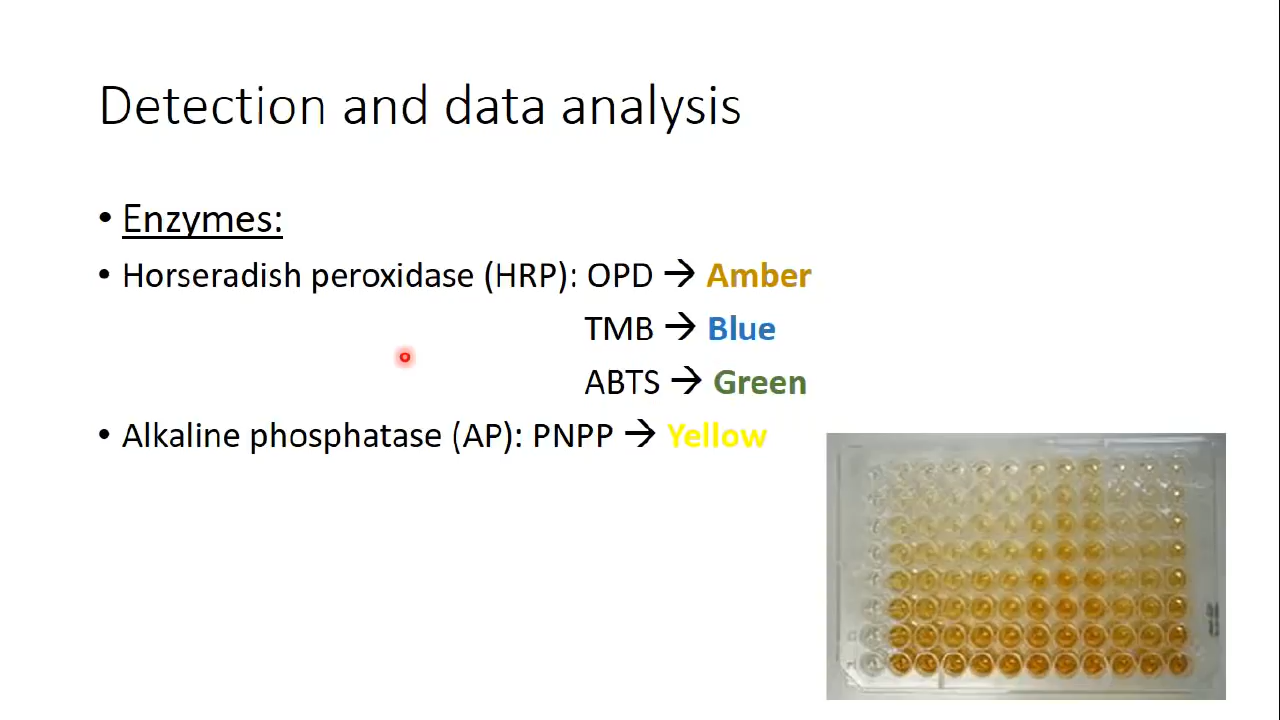 Detection and data analysis
• Enzymes:
• Horseradish peroxidase (HRP): OPD → Amber
TMB → Blue
ABTS → Green
• Alkaline phosphatase (AP): PNPP → Yellow